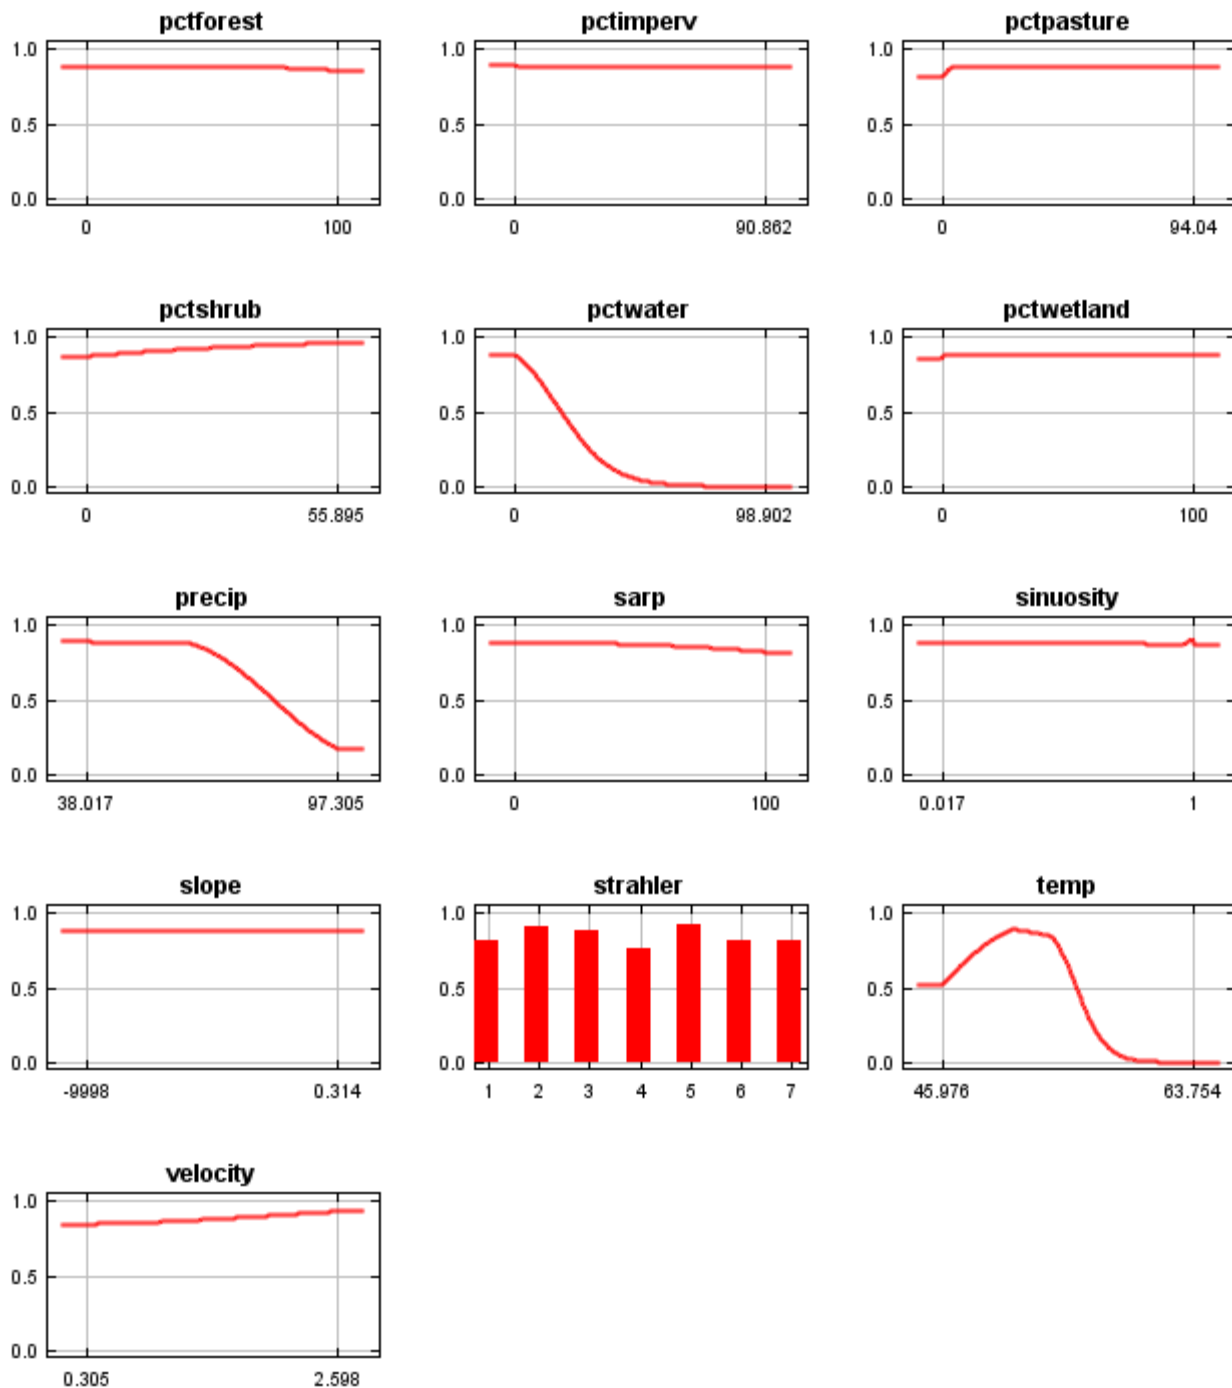 pctforest pctimperv pctpasture
1.0 1.0 1.0
0.5 0.5 0.5
0.0 0.0 0.0
0 100 0 90.862 0 94.04
pctshrub pctwater pctwetland
1.0 1.0 1.0
0.5 0.5 0.5
0.0 0.0 0.0
0 55.895 0 98.902 0 100
precip sarp sinuosity
1.0 1.0 1.0
0.5 0.5 0.5
0.0 0.0 0.0
38.017 97.305 0 100 0.017 1
slope strahler temp
1.0 1.0 1.0
0.5 0.5 0.5
0.0 0.0 0.0
-9998 0.314 1 2 3 4 5 6 7 45.976 63.754
velocity
1.0
0.5
0.0
0.305 2.598